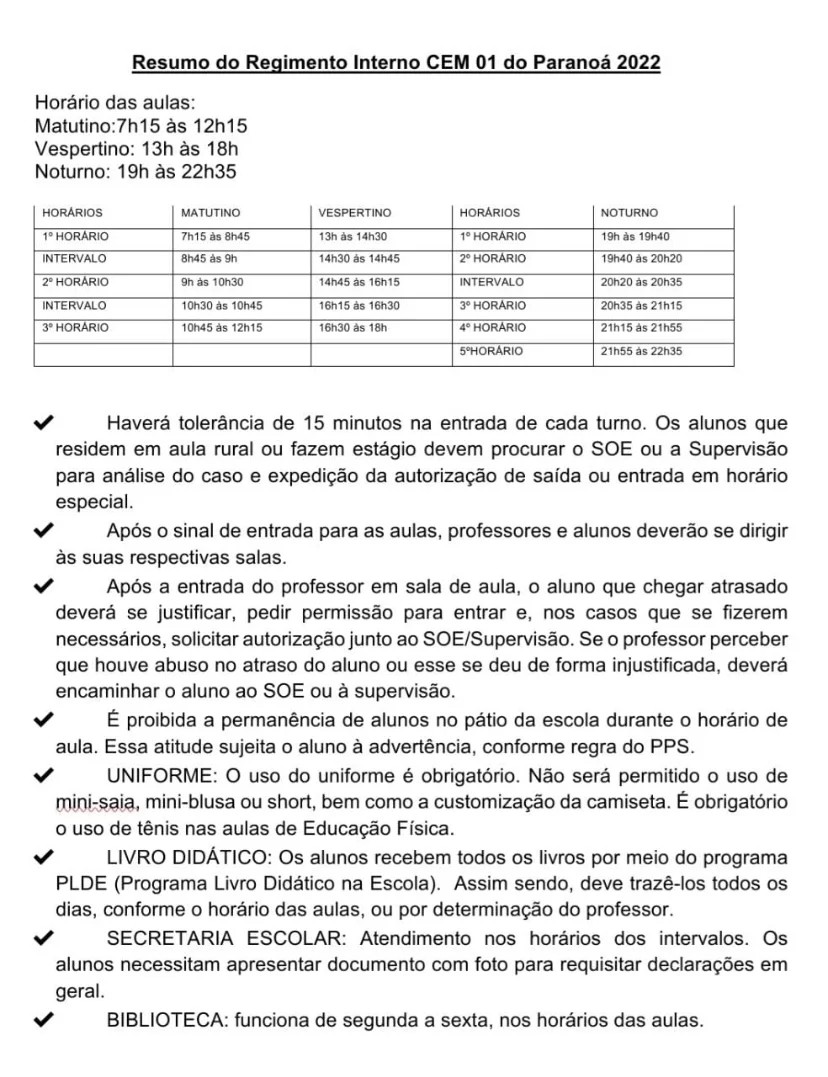 Resumo do Regimento Interno CEM 01 do Paranoá 2022
Horário das aulas:
Matutino:7h15 às 12h15
Vespertino: 13h às 18h
Noturno: 19h às 22h35
HORÁRIOS MATUTINO VESPERTINO HORÁRIOS NOTURNO
1º HORÁRIO 7h15 às 8h45 13h às 14h30 1º HORÁRIO 19h às 19h40
INTERVALO 8h45 às 9h 14h30 às 14h45 2º HORÁRIO 19h40 às 20h20
2º HORÁRIO 9h às 10h30 14h45 às 16h15 INTERVALO 20h20 às 20h35
INTERVALO 10h30 às 10h45 16h15 às 16h30 3º HORÁRIO 20h35 às 21h15
3º HORÁRIO 10h45 às 12h15 16h30 às 18h 4º HORÁRIO 21h15 às 21h55
5ºHORÁRIO 21h55 às 22h35
✔ Haverá tolerância de 15 minutos na entrada de cada turno. Os alunos que
residem em aula rural ou fazem estágio devem procurar o SOE ou a Supervisão
para análise do caso e expedição da autorização de saída ou entrada em horário
especial.
✔ Após o sinal de entrada para as aulas, professores e alunos deverão se dirigir
às suas respectivas salas.
✔ Após a entrada do professor em sala de aula, o aluno que chegar atrasado
deverá se justificar, pedir permissão para entrar e, nos casos que se fizerem
necessários, solicitar autorização junto ao SOE/Supervisão. Se o professor perceber
que houve abuso no atraso do aluno ou esse se deu de forma injustificada, deverá
encaminhar o aluno ao SOE ou à supervisão.
✔ É proibida a permanência de alunos no pátio da escola durante o horário de
aula. Essa atitude sujeita o aluno à advertência, conforme regra do PPS.
✔ UNIFORME: O uso do uniforme é obrigatório. Não será permitido o uso de
mini-saia, mini-blusa ou short, bem como a customização da camiseta. É obrigatório
o uso de tênis nas aulas de Educação Física.
✔ LIVRO DIDÁTICO: Os alunos recebem todos os livros por meio do programa
PLDE (Programa Livro Didático na Escola). Assim sendo, deve trazê-los todos os
dias, conforme o horário das aulas, ou por determinação do professor.
✔ SECRETARIA ESCOLAR: Atendimento nos horários dos intervalos. Os
alunos necessitam apresentar documento com foto para requisitar declarações em
geral.
✔ BIBLIOTECA: funciona de segunda a sexta, nos horários das aulas.